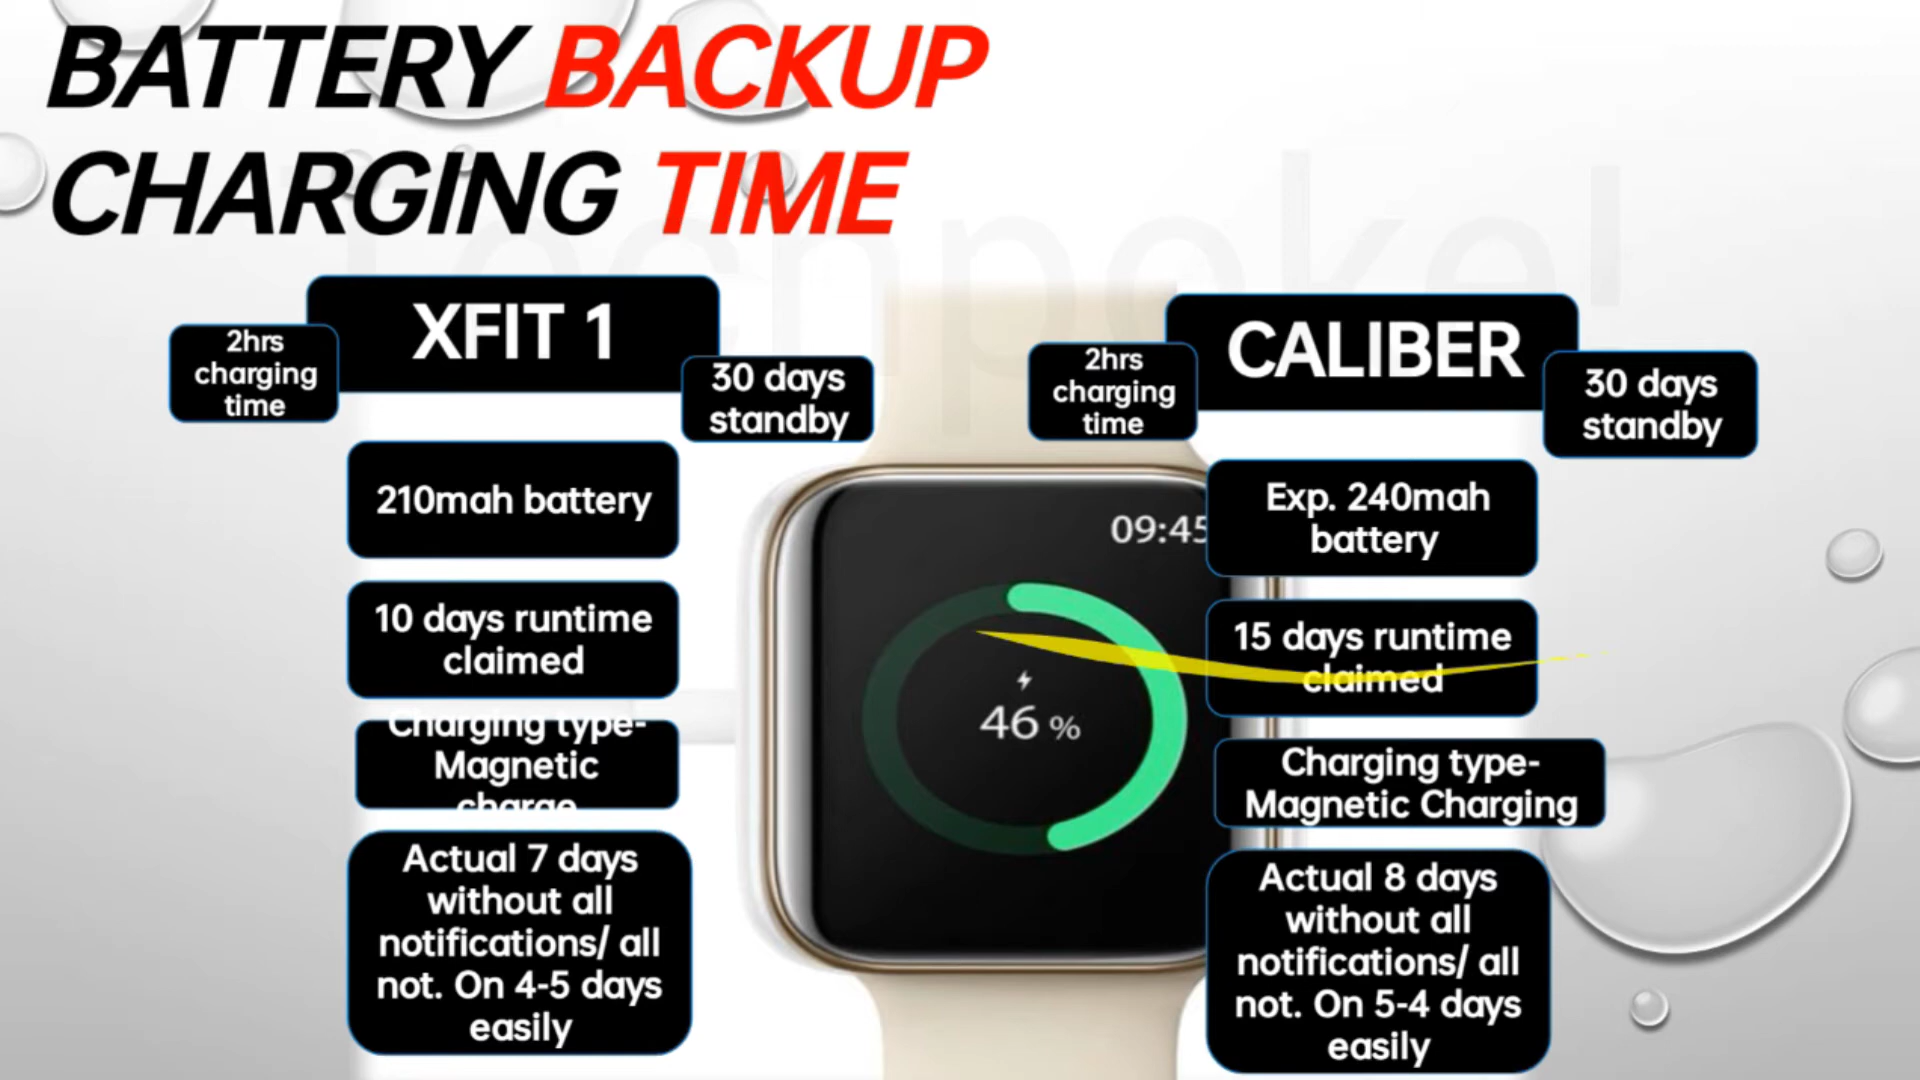 BATTERY BACKUP
CHARGING TIME
XFIT 1
2hrs
charging
time
30 days
standby
210mah battery
10 days runtime
claimed
Charging type-
Magnetic
charge
Actual 7 days
without all
notifications/ all
not. On 4-5 days
easily
09:45
46 %
CALIBER
2hrs
charging
time
30 days
standby
Exp. 240mah
battery
15 days runtime
claimed
Charging type-
Magnetic Charging
Actual 8 days
without all
notifications/ all
not. On 5-4 days
easily